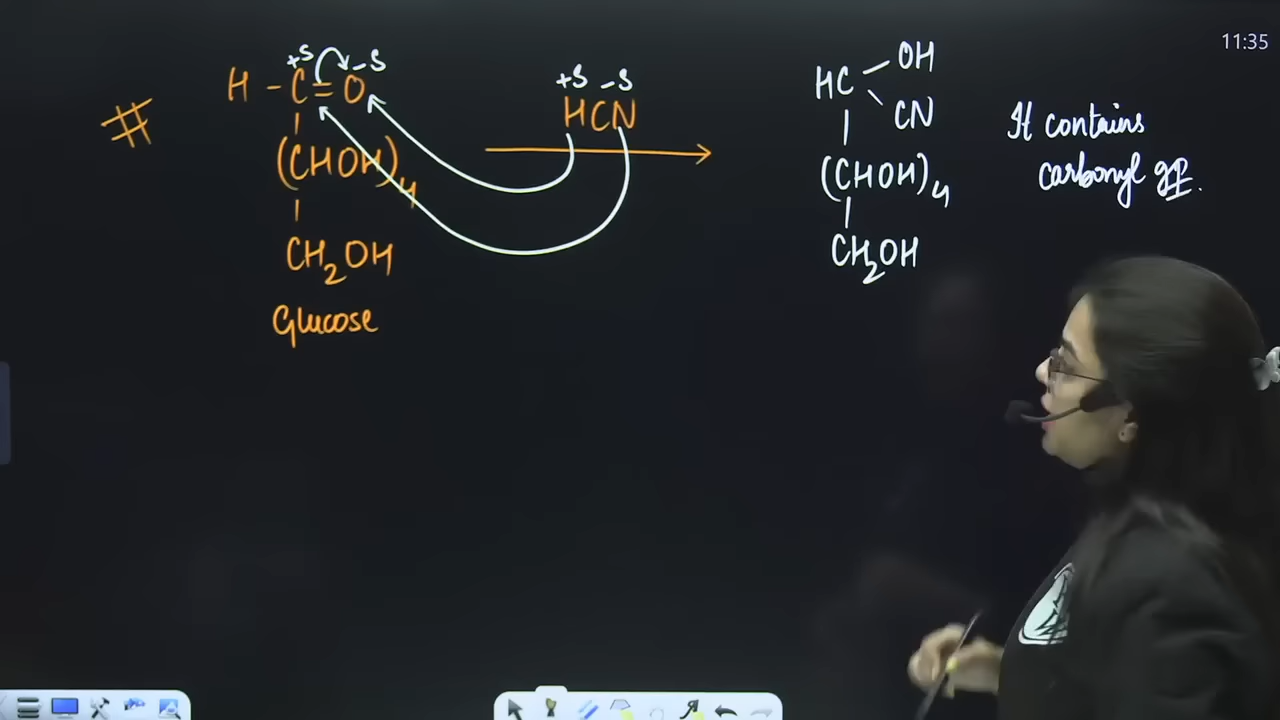 11:35
#
+δ -δ
H - C = O
(CHOH)4
CH2OH
Glucose
+δ -δ
HCN
HC OH
CN
(CHOH)4
CH2OH
It contains
carbonyl gp.